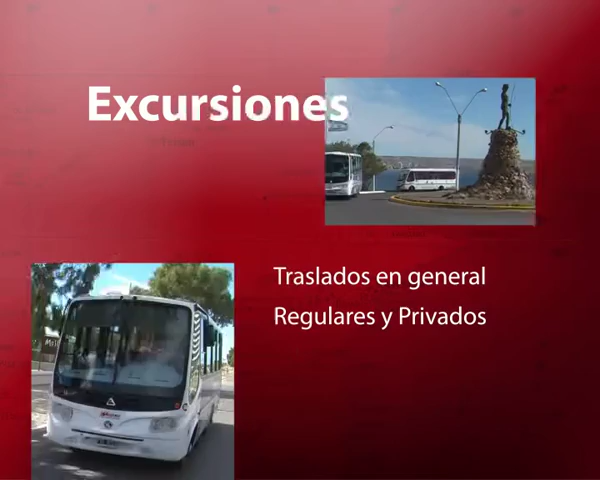 Excursiones
Traslados en general
Regulares y Privados